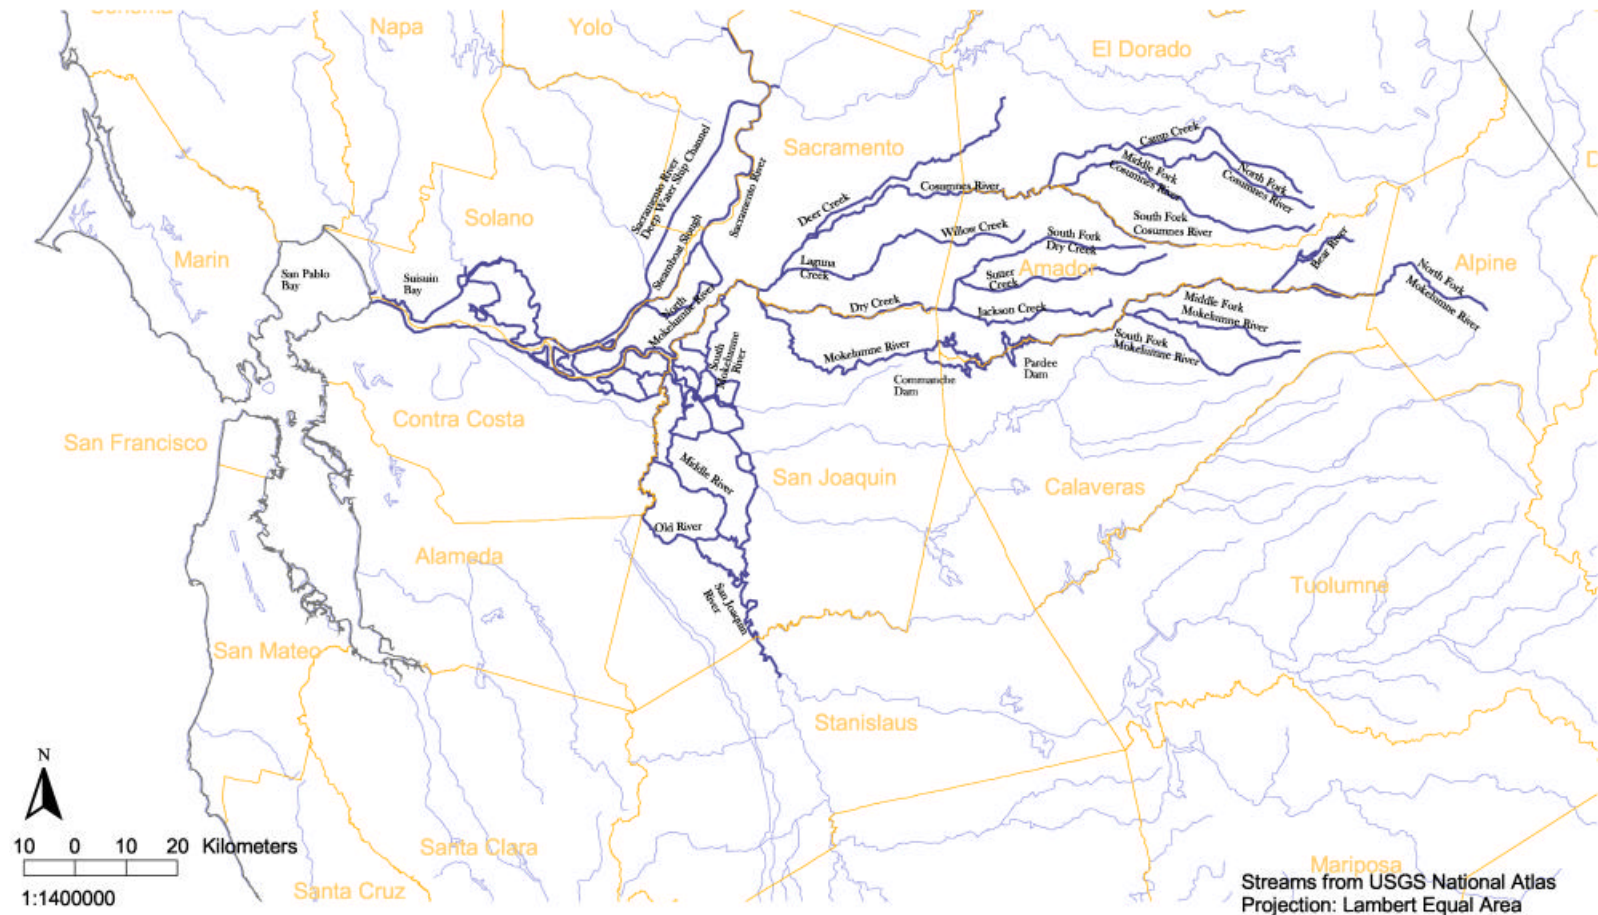 Sonoma
Napa
Yolo
El Dorado
Sacramento
Camp Creek
Middle Fork
Cosumnes River
North Fork
Cosumnes River
Sacramento River
Deep Water Ship Channel
Sacramento River
Deer Creek
Cosumnes River
Solano
South Fork
Cosumnes River
Willow Creek
South Fork
Dry Creek
Steamboat Slough
Marin
San Pablo
Bay
Suisuin
Bay
Laguna
Creek
Sutter
Creek
Amador
Bear River
Alpine
North Fork
Mokelumne River
North
Mokelumne River
Dry Creek
Jackson Creek
Middle Fork
Mokelumne River
South
Mokelumne
River
Mokelumne River
South Fork
Mokelumne River
Commanche
Dam
Pardee
Dam
Contra Costa
San Francisco
Middle River
San Joaquin
Calaveras
Old River
Alameda
San Joaquin
River
Tuolumne
San Mateo
Stanislaus
N
10 0 10 20 Kilometers
1:1400000
Santa Clara
Santa Cruz
Mariposa
Streams from USGS National Atlas
Projection: Lambert Equal Area